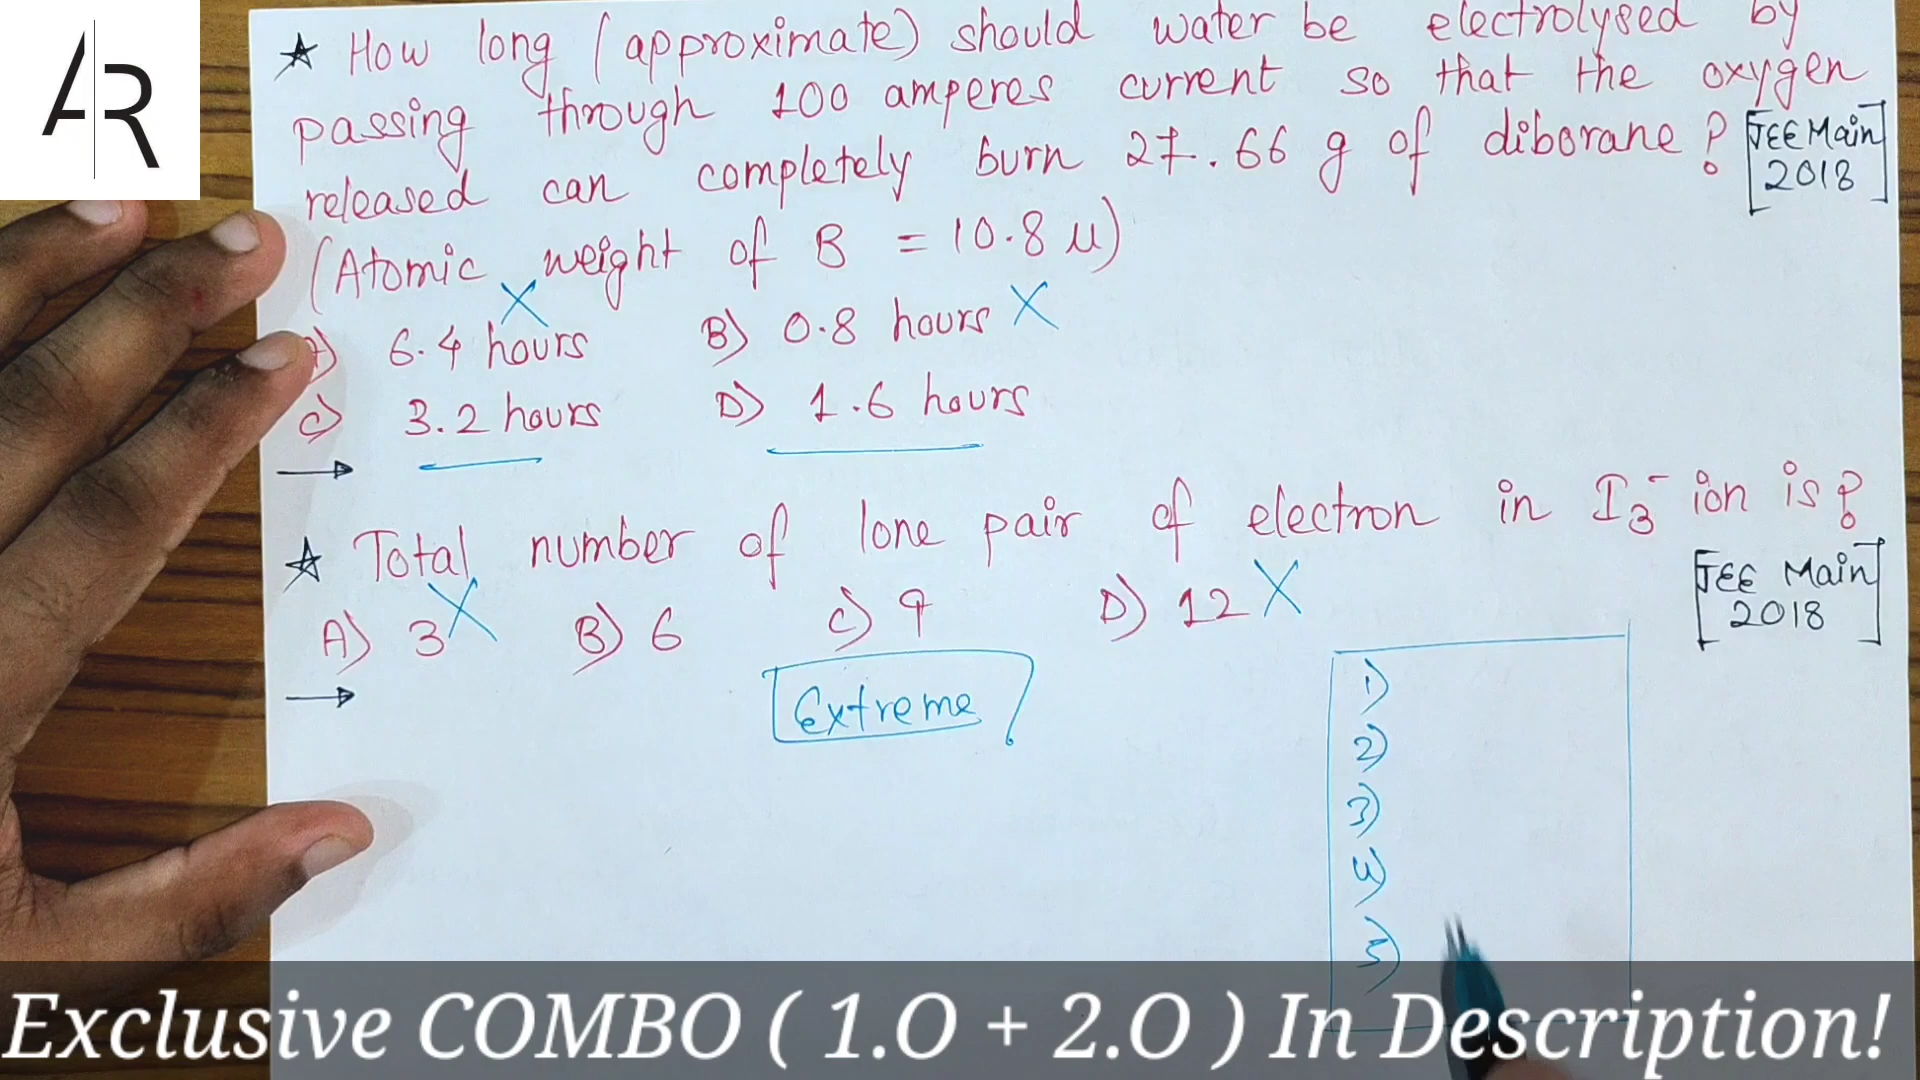 AR
★ How long (approximate) should water be electrolysed by
passing through 100 amperes current so that the oxygen
released can completely burn 27.66 g of diborane? [JEE Main
2018]
(Atomic weight of B = 10.8 u)
A) 6.4 hours B) 0.8 hours
C) 3.2 hours D) 1.6 hours
→
★ Total number of lone pair of electron in I3⁻ ion is?
[JEE Main
2018]
A) 3 B) 6 C) 9 D) 12
→
Extreme
1)
2)
3)
4)
5)
Exclusive COMBO ( 1.O + 2.O ) In Description!